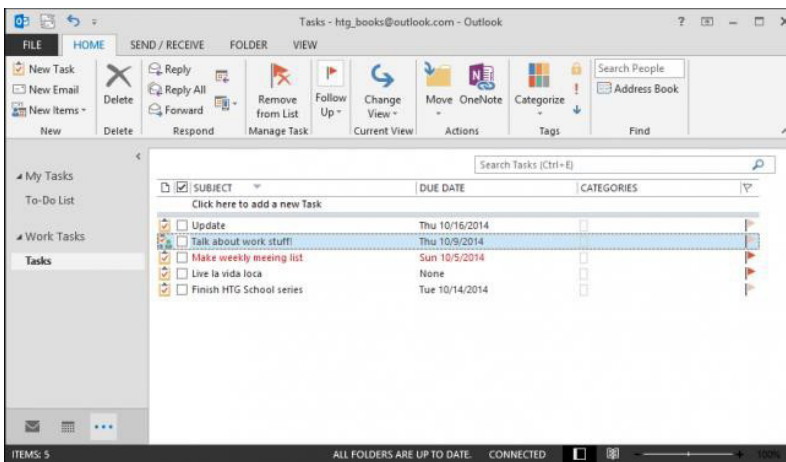 Tasks - htg_books@outlook.com - Outlook
FILE HOME SEND / RECEIVE FOLDER VIEW
New Task
New Email
New Items
New
Delete
Delete
Reply
Reply All
Forward
Respond
Remove from List
Manage Task
Follow Up
Change View
Current View
Move OneNote
Actions
Categorize
Tags
Search People
Address Book
Find
My Tasks
To-Do List
Work Tasks
Tasks
Search Tasks (Ctrl+E)
SUBJECT DUE DATE CATEGORIES
Click here to add a new Task
Update Thu 10/16/2014
Talk about work stuff! Thu 10/9/2014
Make weekly meeing list Sun 10/5/2014
Live la vida loca None
Finish HTG School series Tue 10/14/2014
ITEMS: 5 ALL FOLDERS ARE UP TO DATE. CONNECTED 100%